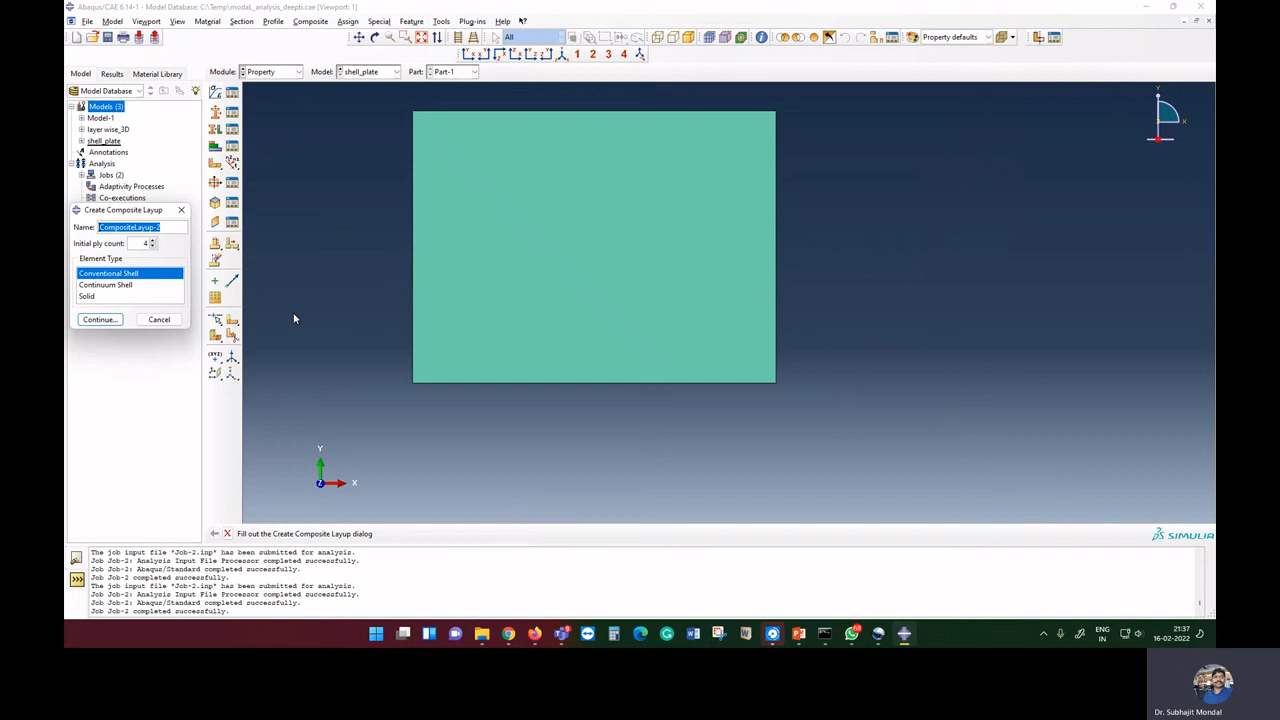 Abaqus/CAE 6.14-1 - Model Database: C:\Temp\modaL_analysis_deepti.cae [Viewport: 1]
File Model Viewport View Material Section Profile Composite Assign Special Feature Tools Plug-ins Help
All
Property defaults
1 2 3 4
Model Results Material Library
Module: Property Model: shell_plate Part: Part-1
Model Database
Models (3)
Model-1
layer wise_3D
shell_plate
Annotations
Analysis
Jobs (2)
Adaptivity Processes
Co-executions
Create Composite Layup
Name: CompositeLayup-2
Initial ply count: 4
Element Type
Conventional Shell
Continuum Shell
Solid
Continue... Cancel
Y
X
Y
Z X
Fill out the Create Composite Layup dialog
SIMULIA
The job input file "Job-2.inp" has been submitted for analysis.
Job Job-2: Analysis Input File Processor completed successfully.
Job Job-2: Abaqus/Standard completed successfully.
Job Job-2 completed successfully.
The job input file "Job-2.inp" has been submitted for analysis.
Job Job-2: Analysis Input File Processor completed successfully.
Job Job-2: Abaqus/Standard completed successfully.
Job Job-2 completed successfully.
68
ENG
IN
21:37
16-02-2022
Dr. Subhajit Mondal